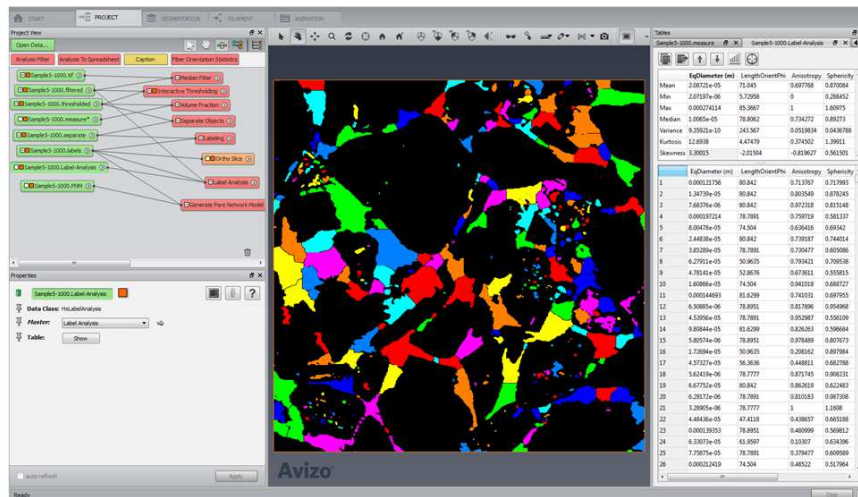 START PROJECT SEGMENTATION FILAMENT ANIMATION
Project View
Open Data...
Analysis Filter Analysis To Spreadsheet Caption Fiber Orientation Statistics
Sample5-1000.tif
Median Filter
Sample5-1000.filtered
Interactive Thresholding
Sample5-1000.thresholded
Volume Fraction
Sample5-1000.measure*
Separate Objects
Sample5-1000.separate
Labeling
Sample5-1000.labels
Ortho Slice
Sample5-1000.Label-Analysis
Label Analysis
Sample5-1000.PNM
Generate Pore Network Model
Properties
Sample5-1000.Label-Analysis
Data Class: HxLabelAnalysis
Master: Label Analysis
Table: Show
auto-refresh Apply
Ready
Avizo
Tables
Sample5-1000.measure Sample5-1000.Label-Analysis
EqDiameter (m) LengthOrientPhi Anisotropy Sphericity
Mean 2.08721e-05 71.045 0.697768 0.870084
Min 2.07197e-06 5.72958 0 0.288452
Max 0.000274114 85.3667 1 1.60975
Median 1.0065e-05 78.8062 0.734272 0.89273
Variance 9.35921e-10 243.567 0.0519834 0.0436788
Kurtosis 12.6938 4.47479 0.374502 1.39911
Skewness 3.30015 -2.01504 -0.819627 0.561501
EqDiameter (m) LengthOrientPhi Anisotropy Sphericity
1 0.000121756 80.842 0.713767 0.717993
2 1.34739e-05 80.842 0.803549 0.878245
3 7.68376e-06 80.842 0.972318 0.815148
4 0.000197214 78.7891 0.759719 0.581337
5 8.00478e-05 74.504 0.636416 0.69342
6 2.44838e-05 80.842 0.739187 0.744014
7 3.85289e-05 78.7891 0.730477 0.605086
8 6.27911e-05 50.9635 0.793421 0.709538
9 4.78141e-05 52.8676 0.673611 0.555815
10 1.60866e-05 74.504 0.941018 0.688727
11 0.000144693 81.6299 0.741031 0.697955
12 6.50885e-06 78.8951 0.817696 0.954968
13 4.53956e-05 78.8951 0.952987 0.556109
14 9.80844e-05 81.6299 0.826263 0.596684
15 5.80574e-06 78.8951 0.978489 0.807673
16 1.72694e-05 50.9635 0.208162 0.897984
17 4.57327e-05 56.3636 0.448811 0.682788
18 5.62419e-06 78.7777 0.871745 0.908231
19 6.67752e-05 80.842 0.862619 0.622483
20 6.29172e-06 78.7891 0.810183 0.987308
21 3.28905e-06 78.7777 1 1.1608
22 4.48436e-05 47.4118 0.438657 0.665188
23 0.000139353 78.8951 0.480999 0.569812
24 6.33073e-05 61.9597 0.10307 0.634396
25 7.75875e-05 78.7891 0.379477 0.609589
26 0.000212419 74.504 0.48522 0.517964